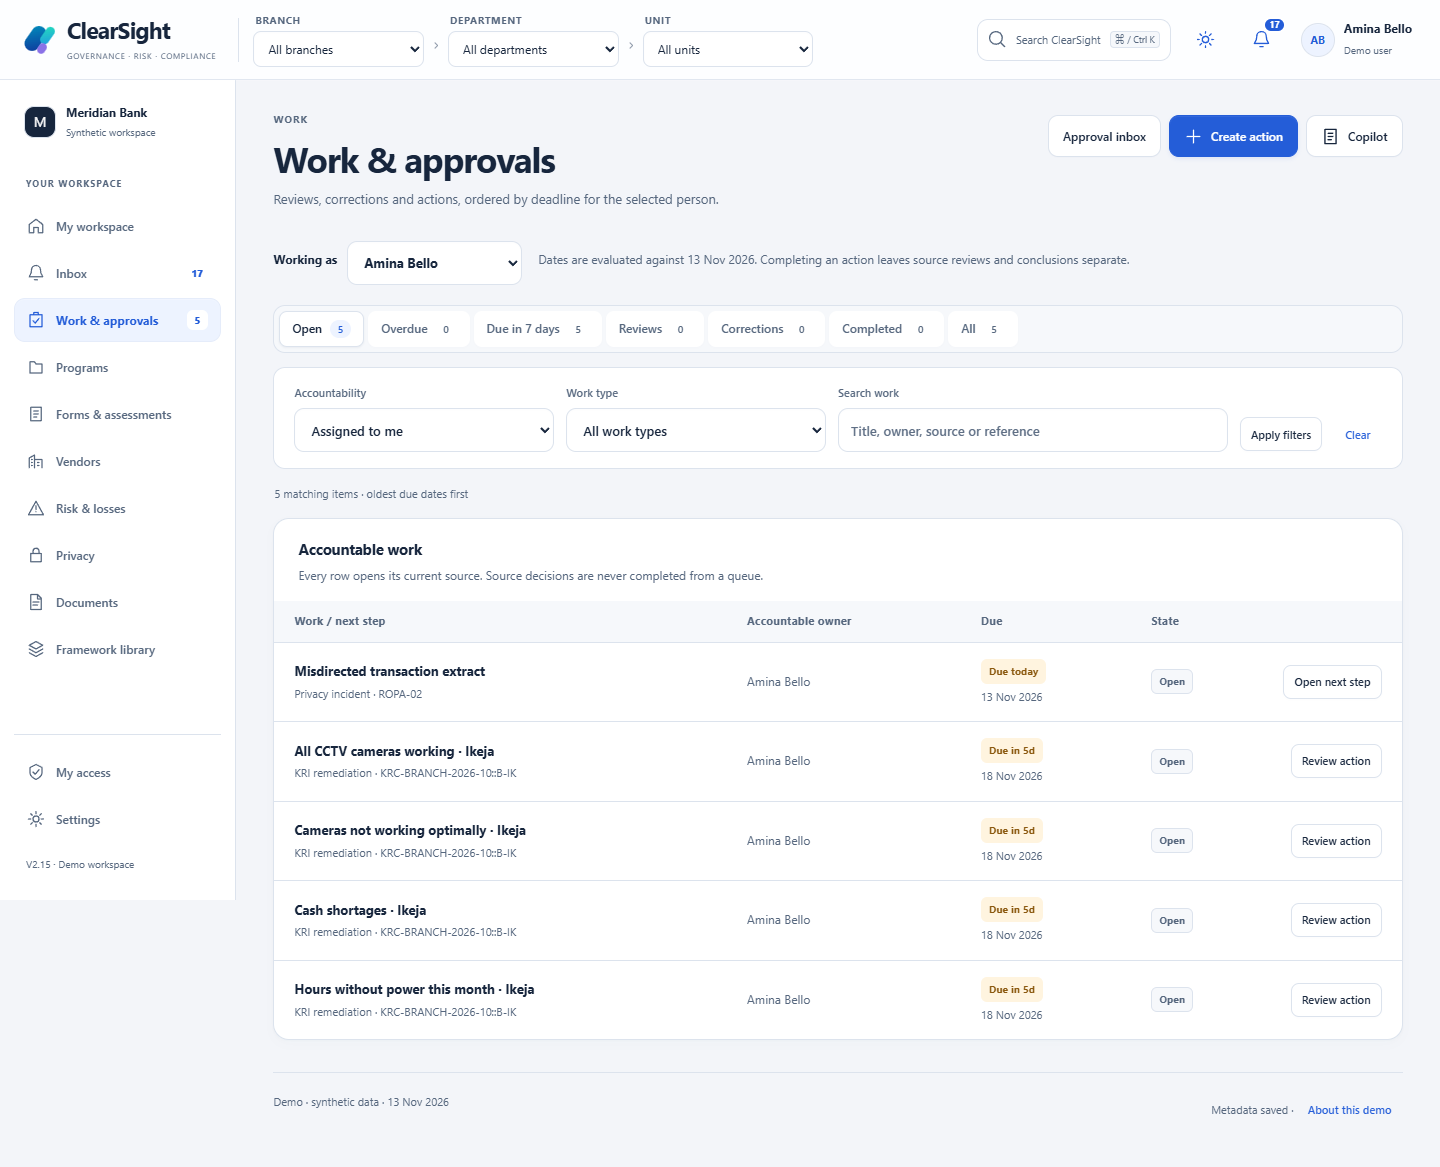 ClearSight
GOVERNANCE · RISK · COMPLIANCE
BRANCH
All branches
DEPARTMENT
All departments
UNIT
All units
Search ClearSight
⌘ / Ctrl K
17
AB
Amina Bello
Demo user
M
Meridian Bank
Synthetic workspace
YOUR WORKSPACE
My workspace
Inbox 17
Work & approvals 5
Programs
Forms & assessments
Vendors
Risk & losses
Privacy
Documents
Framework library
My access
Settings
V2.15 · Demo workspace
WORK
Work & approvals
Reviews, corrections and actions, ordered by deadline for the selected person.
Approval inbox
Create action
Copilot
Working as
Amina Bello
Dates are evaluated against 13 Nov 2026. Completing an action leaves source reviews and conclusions separate.
Open 5
Overdue 0
Due in 7 days 5
Reviews 0
Corrections 0
Completed 0
All 5
Accountability
Assigned to me
Work type
All work types
Search work
Title, owner, source or reference
Apply filters
Clear
5 matching items · oldest due dates first
Accountable work
Every row opens its current source. Source decisions are never completed from a queue.
Work / next step
Accountable owner
Due
State
Misdirected transaction extract
Privacy incident · ROPA-02
Amina Bello
Due today
13 Nov 2026
Open
Open next step
All CCTV cameras working · Ikeja
KRI remediation · KRC-BRANCH-2026-10::B-IK
Amina Bello
Due in 5d
18 Nov 2026
Open
Review action
Cameras not working optimally · Ikeja
KRI remediation · KRC-BRANCH-2026-10::B-IK
Amina Bello
Due in 5d
18 Nov 2026
Open
Review action
Cash shortages · Ikeja
KRI remediation · KRC-BRANCH-2026-10::B-IK
Amina Bello
Due in 5d
18 Nov 2026
Open
Review action
Hours without power this month · Ikeja
KRI remediation · KRC-BRANCH-2026-10::B-IK
Amina Bello
Due in 5d
18 Nov 2026
Open
Review action
Demo · synthetic data · 13 Nov 2026
Metadata saved ·
About this demo